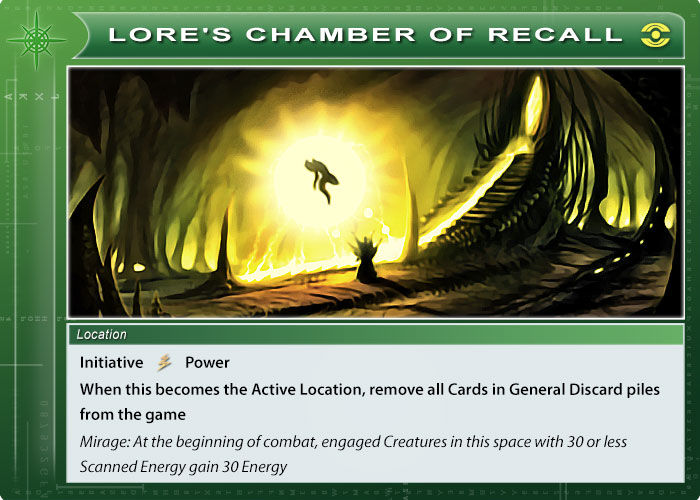 LORE'S CHAMBER OF RECALL
Location
Initiative Power
When this becomes the Active Location, remove all Cards in General Discard piles
from the game
Mirage: At the beginning of combat, engaged Creatures in this space with 30 or less
Scanned Energy gain 30 Energy